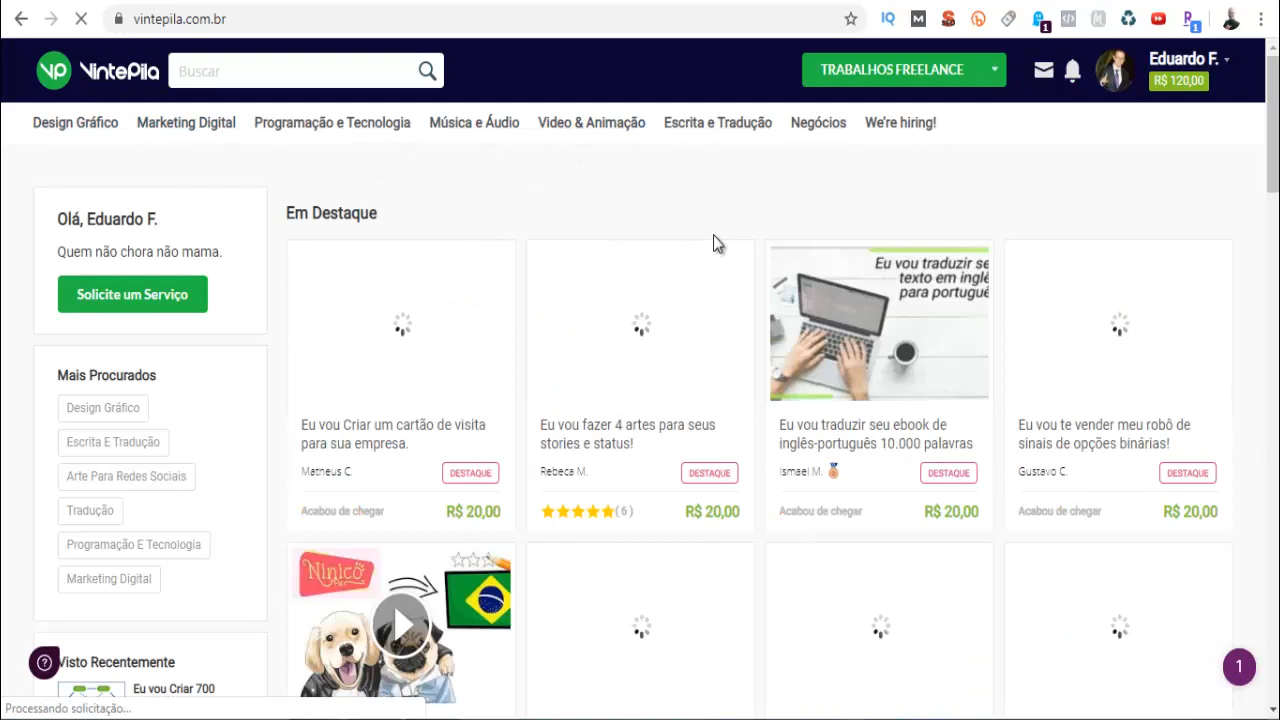 vintepila.com.br
IQ
M
1
1
VP VintePila
Buscar
TRABALHOS FREELANCE
Eduardo F.
R$ 120,00
Design Gráfico
Marketing Digital
Programação e Tecnologia
Música e Áudio
Video & Animação
Escrita e Tradução
Negócios
We're hiring!
Olá, Eduardo F.
Quem não chora não mama.
Solicite um Serviço
Mais Procurados
Design Gráfico
Escrita E Tradução
Arte Para Redes Sociais
Tradução
Programação E Tecnologia
Marketing Digital
Visto Recentemente
Eu vou Criar 700
Em Destaque
Eu vou Criar um cartão de visita
para sua empresa.
Matheus C.
DESTAQUE
Acabou de chegar
R$ 20,00
Eu vou fazer 4 artes para seus
stories e status!
Rebeca M.
DESTAQUE
(6)
R$ 20,00
Eu vou traduzir se
texto em inglê
para portuguê
Eu vou traduzir seu ebook de
inglês-português 10.000 palavras
Ismael M.
DESTAQUE
Acabou de chegar
R$ 20,00
Eu vou te vender meu robô de
sinais de opções binárias!
Gustavo C.
DESTAQUE
Acabou de chegar
R$ 20,00
NINICO
1
Processando solicitação...